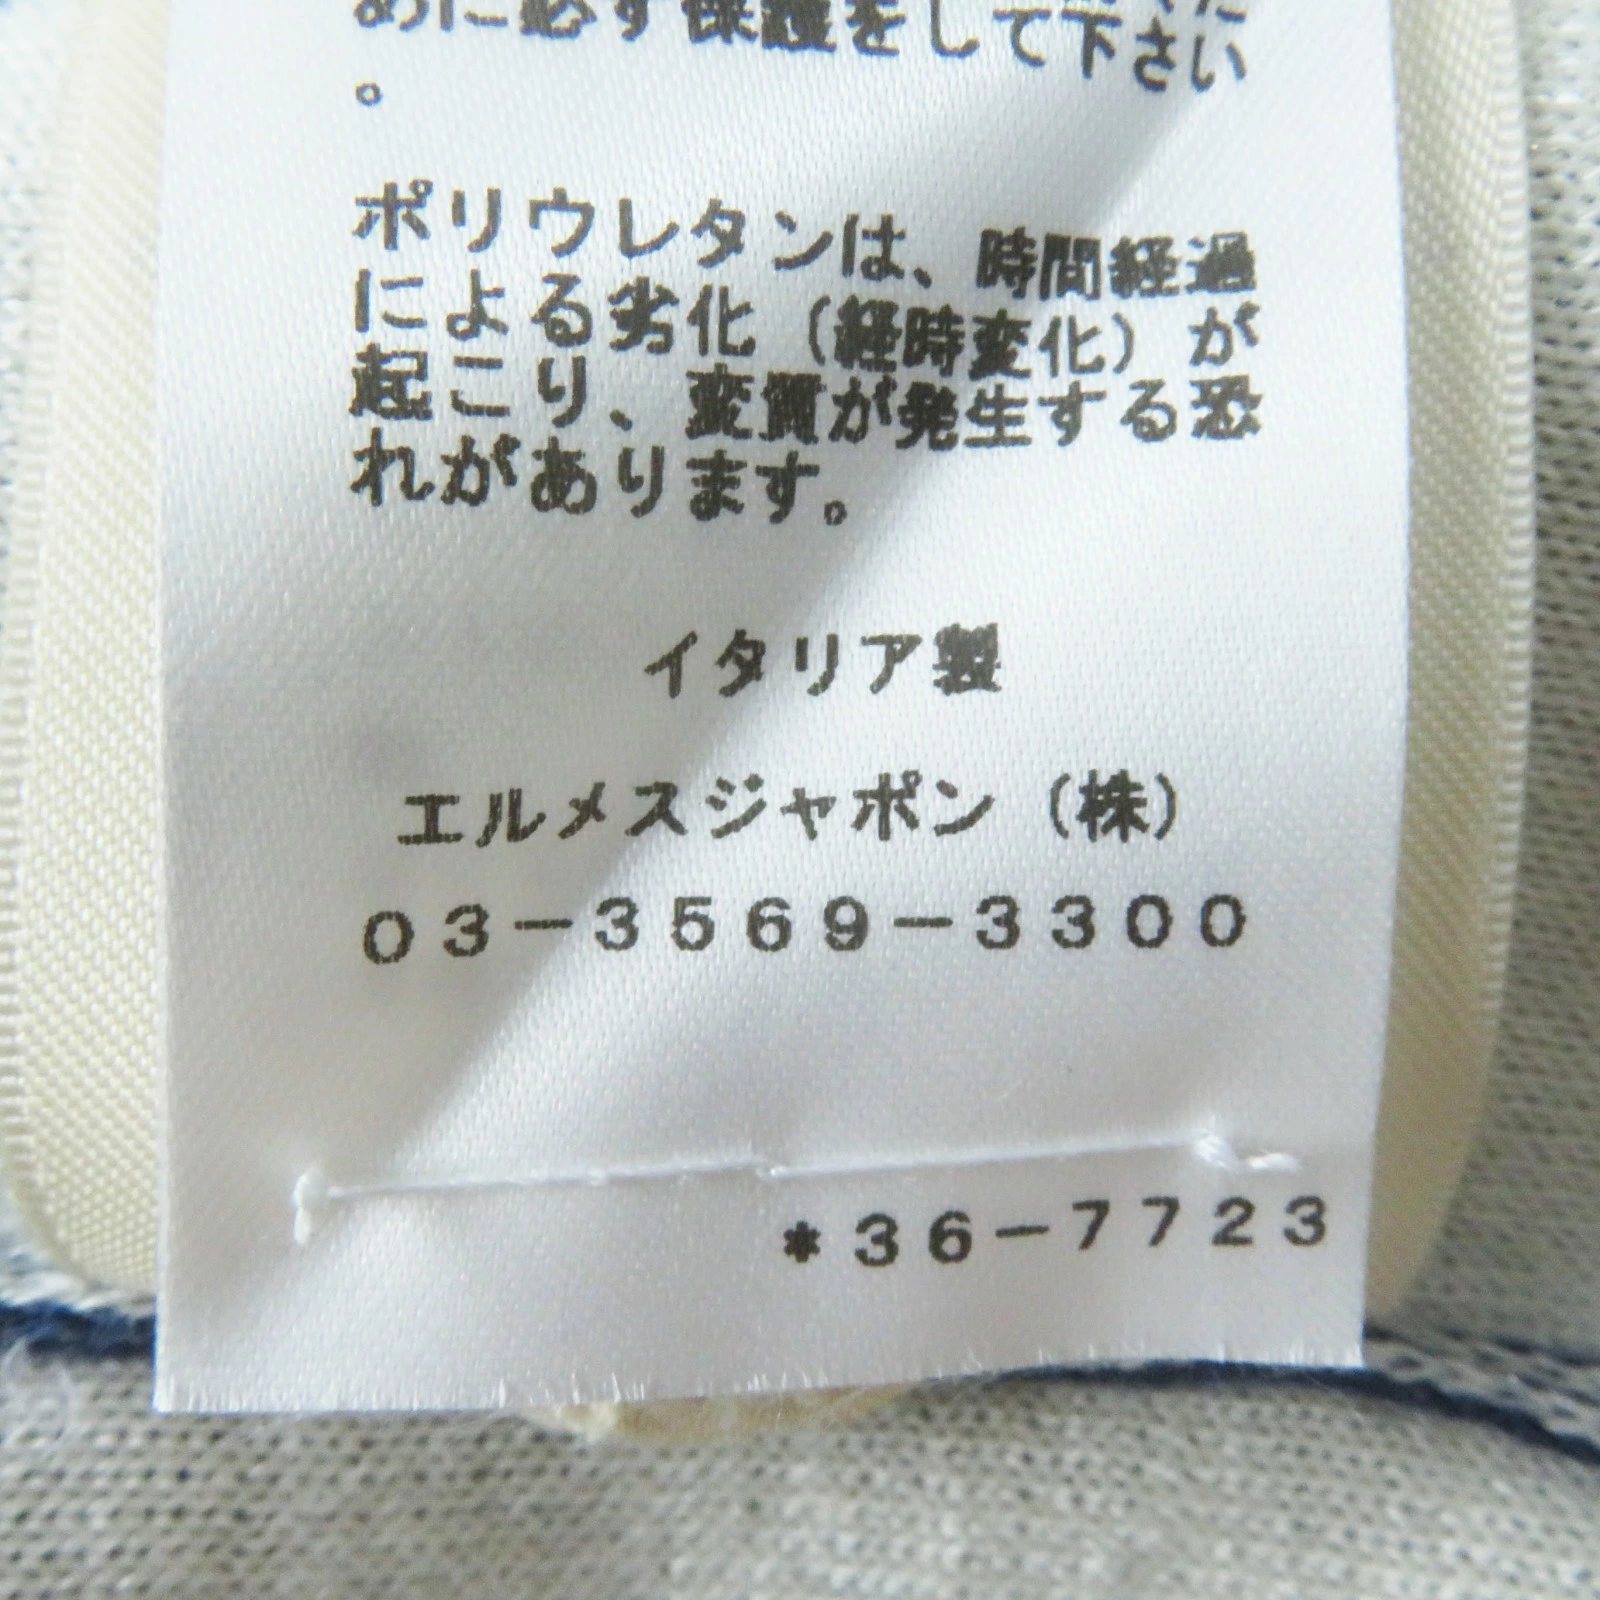 めに必ず保護をして下さい
。
ポリウレタンは、時間経過
による劣化（経時変化）が
起こり、変質が発生する恐
れがあります。
イタリア製
エルメスジャポン（株）
０３－３５６９－３３００
＊３６－７７２３